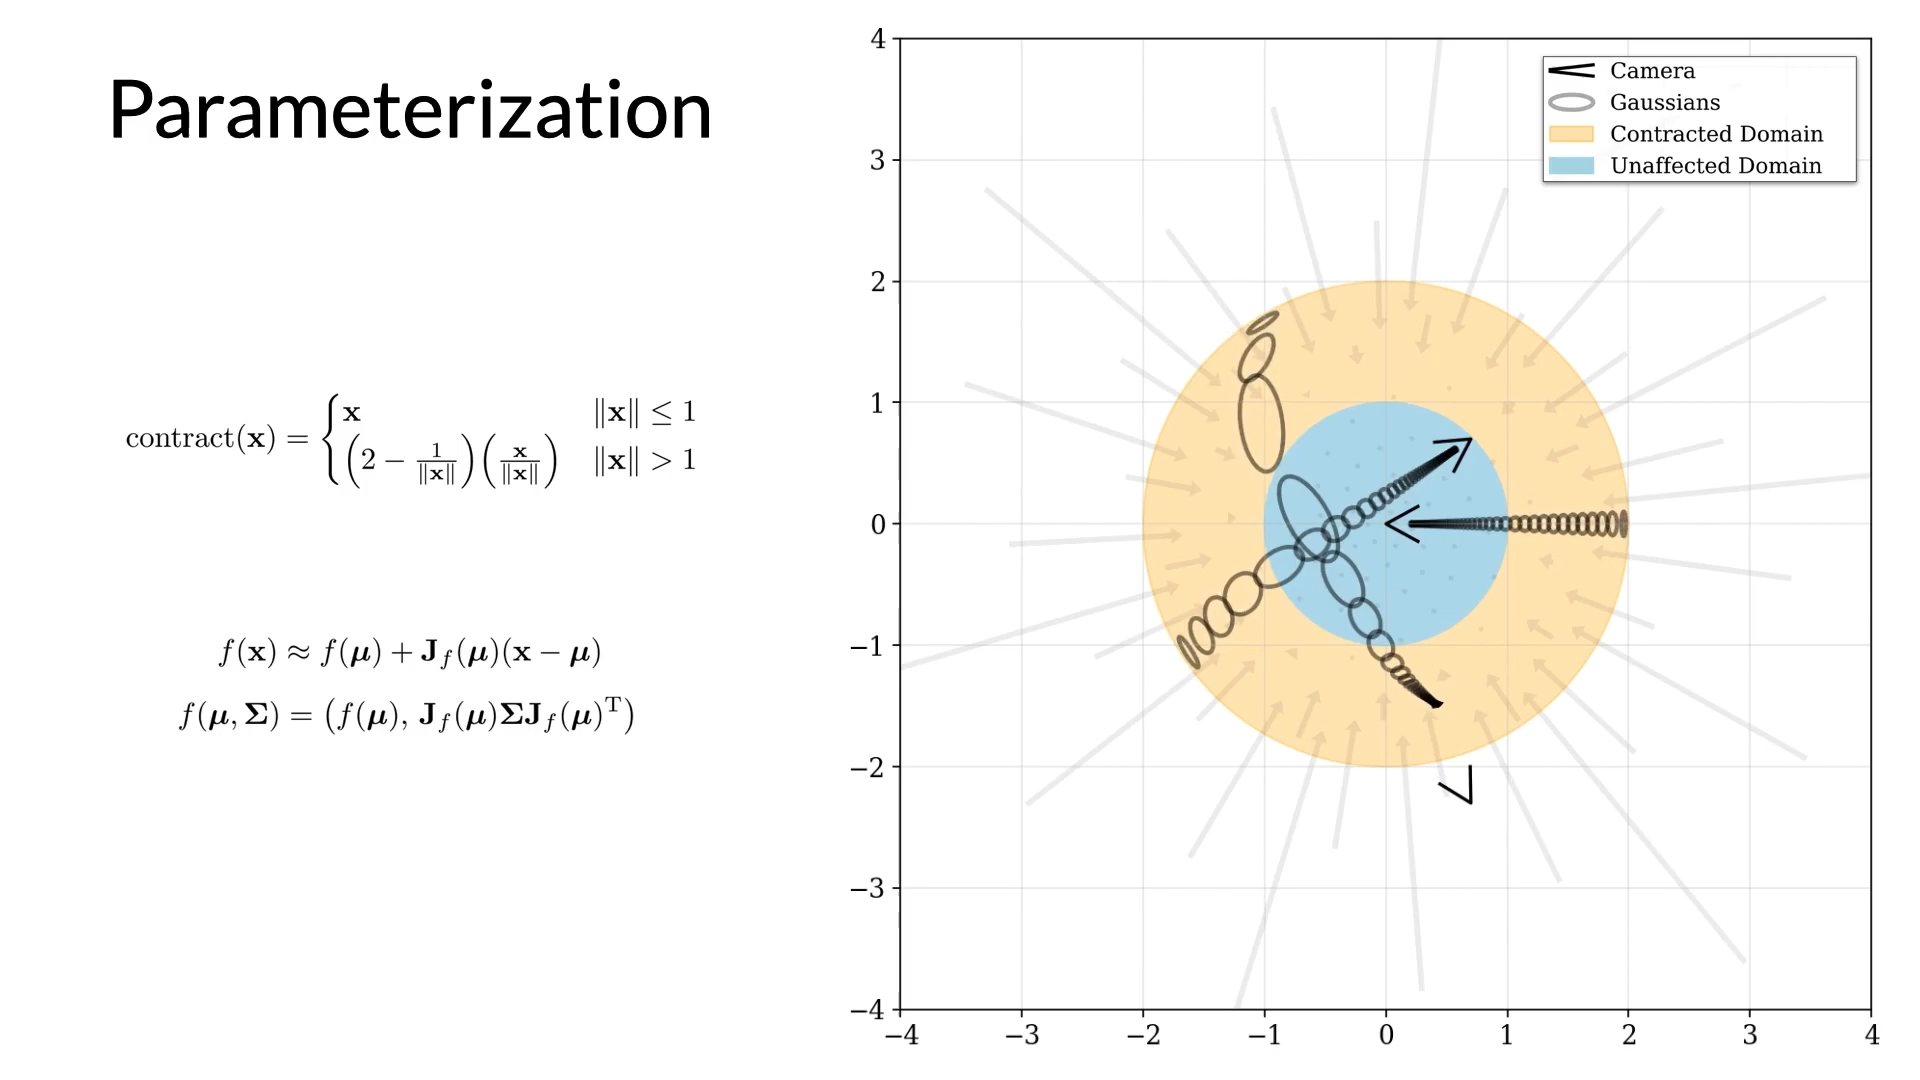 Parameterization
contract(𝐱) = { 𝐱 ‖𝐱‖ ≤ 1
(2 − 1/‖𝐱‖)(𝐱/‖𝐱‖) ‖𝐱‖ > 1
f(𝐱) ≈ f(𝝁) + 𝐉_f(𝝁)(𝐱 − 𝝁)
f(𝝁, 𝚺) = (f(𝝁), 𝐉_f(𝝁)𝚺𝐉_f(𝝁)^T)
Camera
Gaussians
Contracted Domain
Unaffected Domain
4
3
2
1
0
−1
−2
−3
−4
−4 −3 −2 −1 0 1 2 3 4